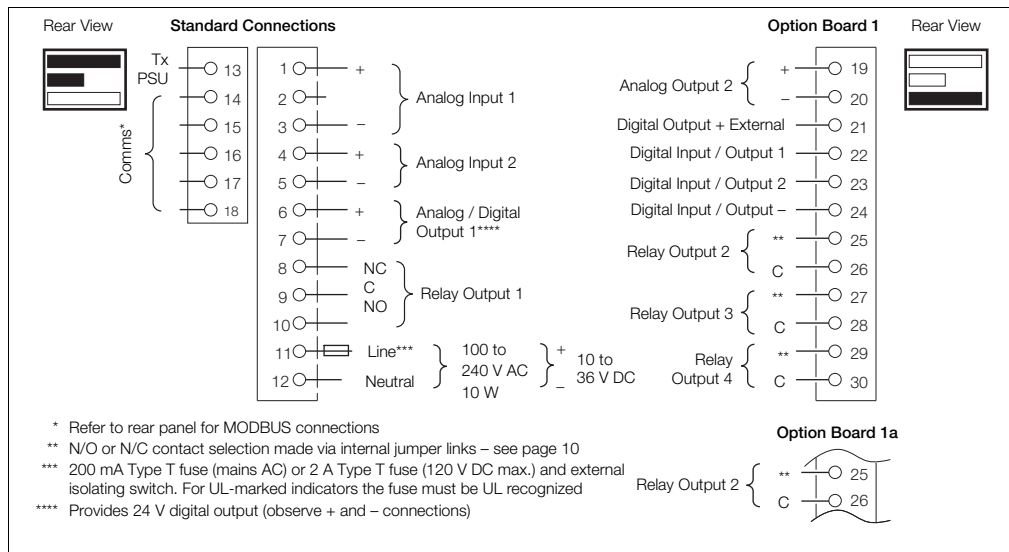 Rear View
Standard Connections
Option Board 1
Rear View
Tx
PSU
13
14
15
16
17
18
Comms*
1 +
2
3 –
Analog Input 1
4 +
5 –
Analog Input 2
6 +
7 –
Analog / Digital
Output 1****
8 NC
9 C
10 NO
Relay Output 1
11 Line***
12 Neutral
100 to
240 V AC
10 W
+
–
10 to
36 V DC
Analog Output 2
+ 19
– 20
Digital Output + External 21
Digital Input / Output 1 22
Digital Input / Output 2 23
Digital Input / Output – 24
Relay Output 2
** 25
C 26
Relay Output 3
** 27
C 28
Relay
Output 4
** 29
C 30
* Refer to rear panel for MODBUS connections
** N/O or N/C contact selection made via internal jumper links – see page 10
*** 200 mA Type T fuse (mains AC) or 2 A Type T fuse (120 V DC max.) and external
isolating switch. For UL-marked indicators the fuse must be UL recognized
**** Provides 24 V digital output (observe + and – connections)
Option Board 1a
Relay Output 2
** 25
C 26